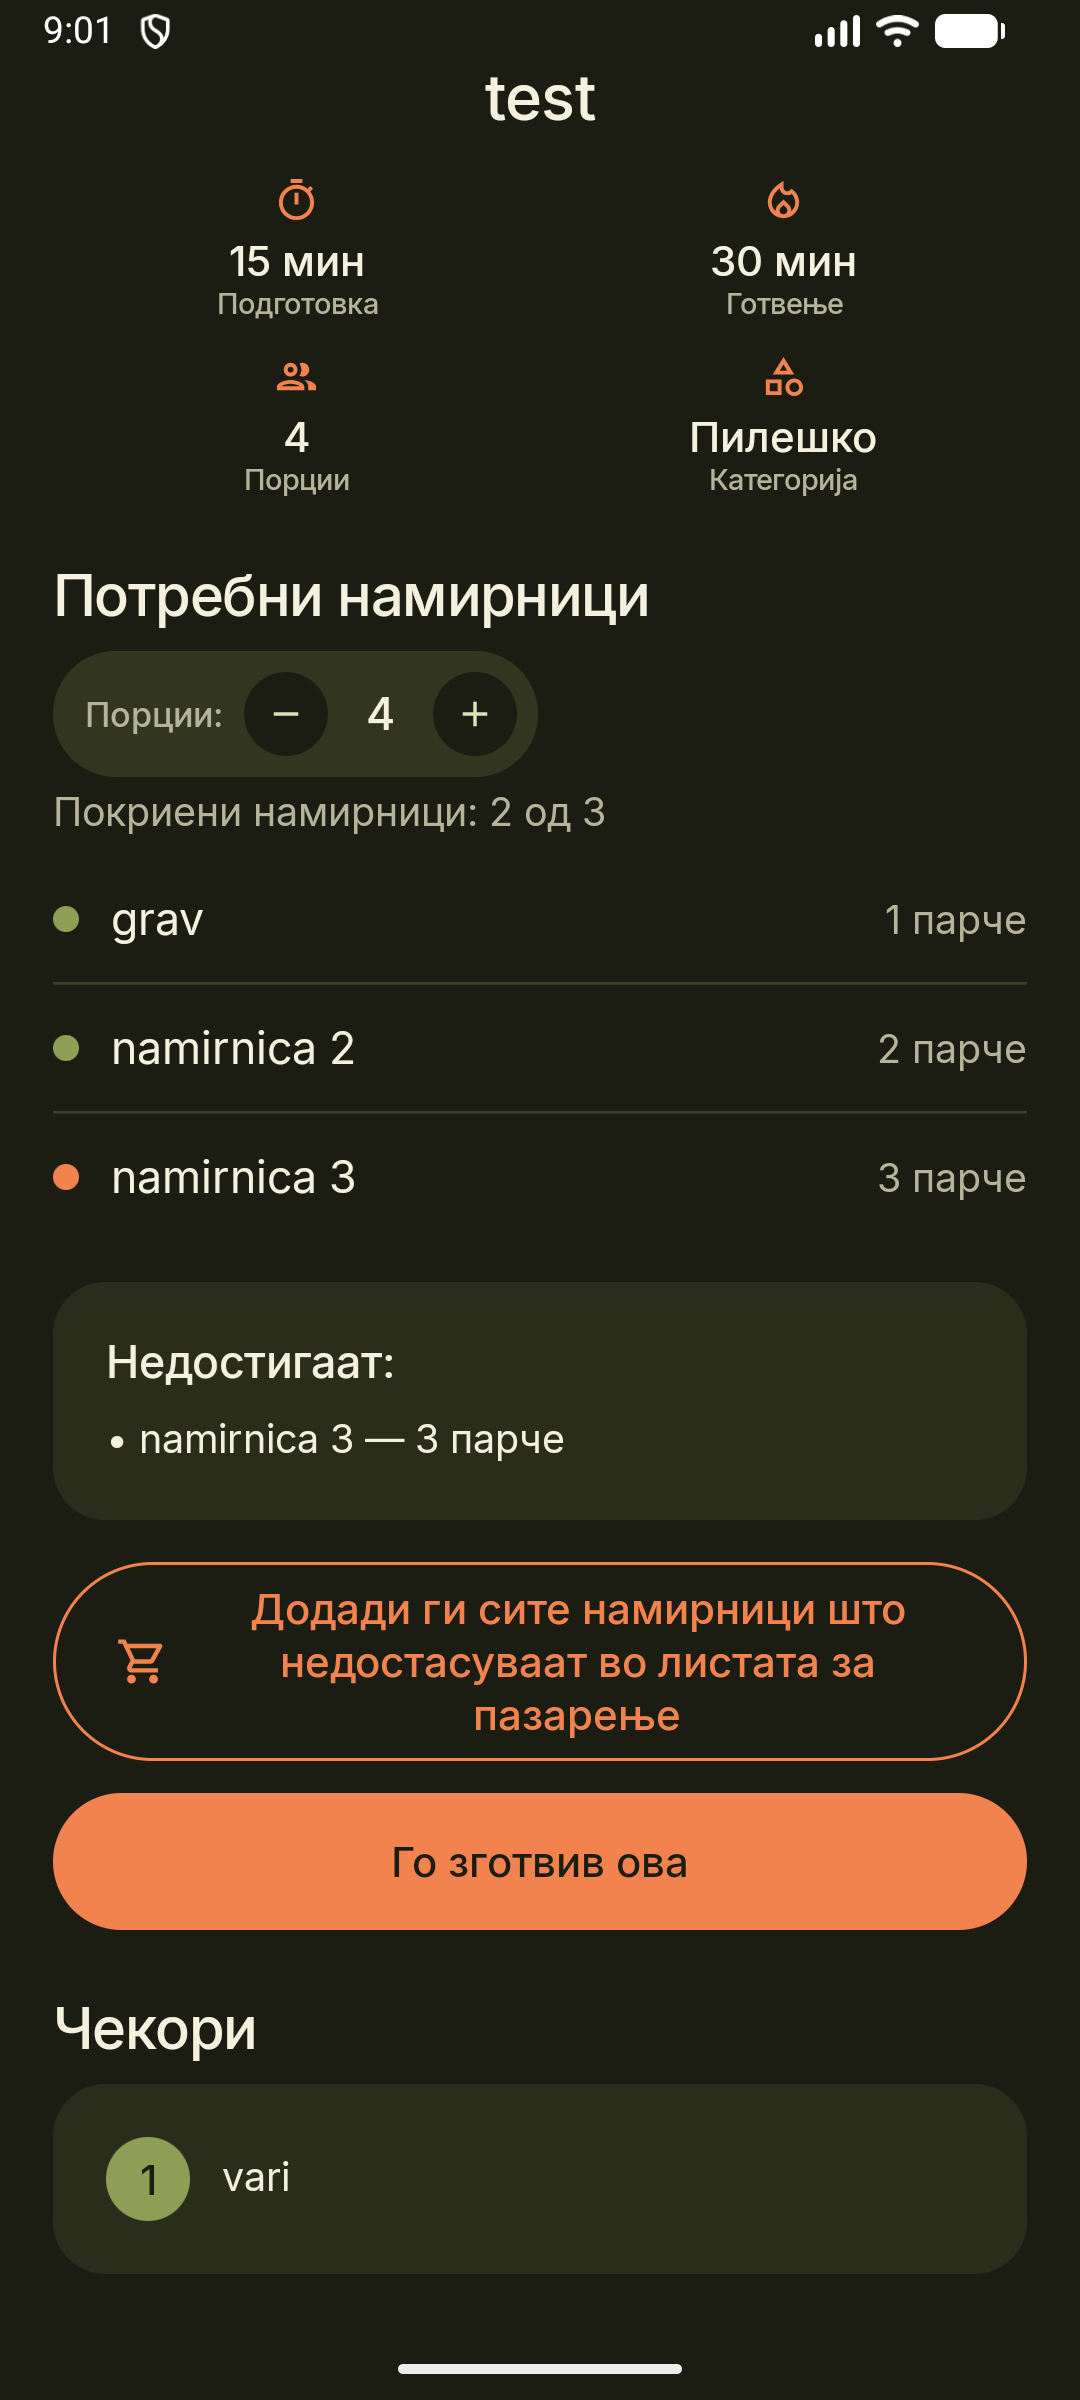 9:01
test
15 мин
Подготовка
30 мин
Готвење
4
Порции
Пилешко
Категорија
Потребни намирници
Порции: − 4 +
Покриени намирници: 2 од 3
grav 1 парче
namirnica 2 2 парче
namirnica 3 3 парче
Недостигаат:
• namirnica 3 — 3 парче
Додади ги сите намирници што
недостасуваат во листата за
пазарење
Го зготвив ова
Чекори
1 vari